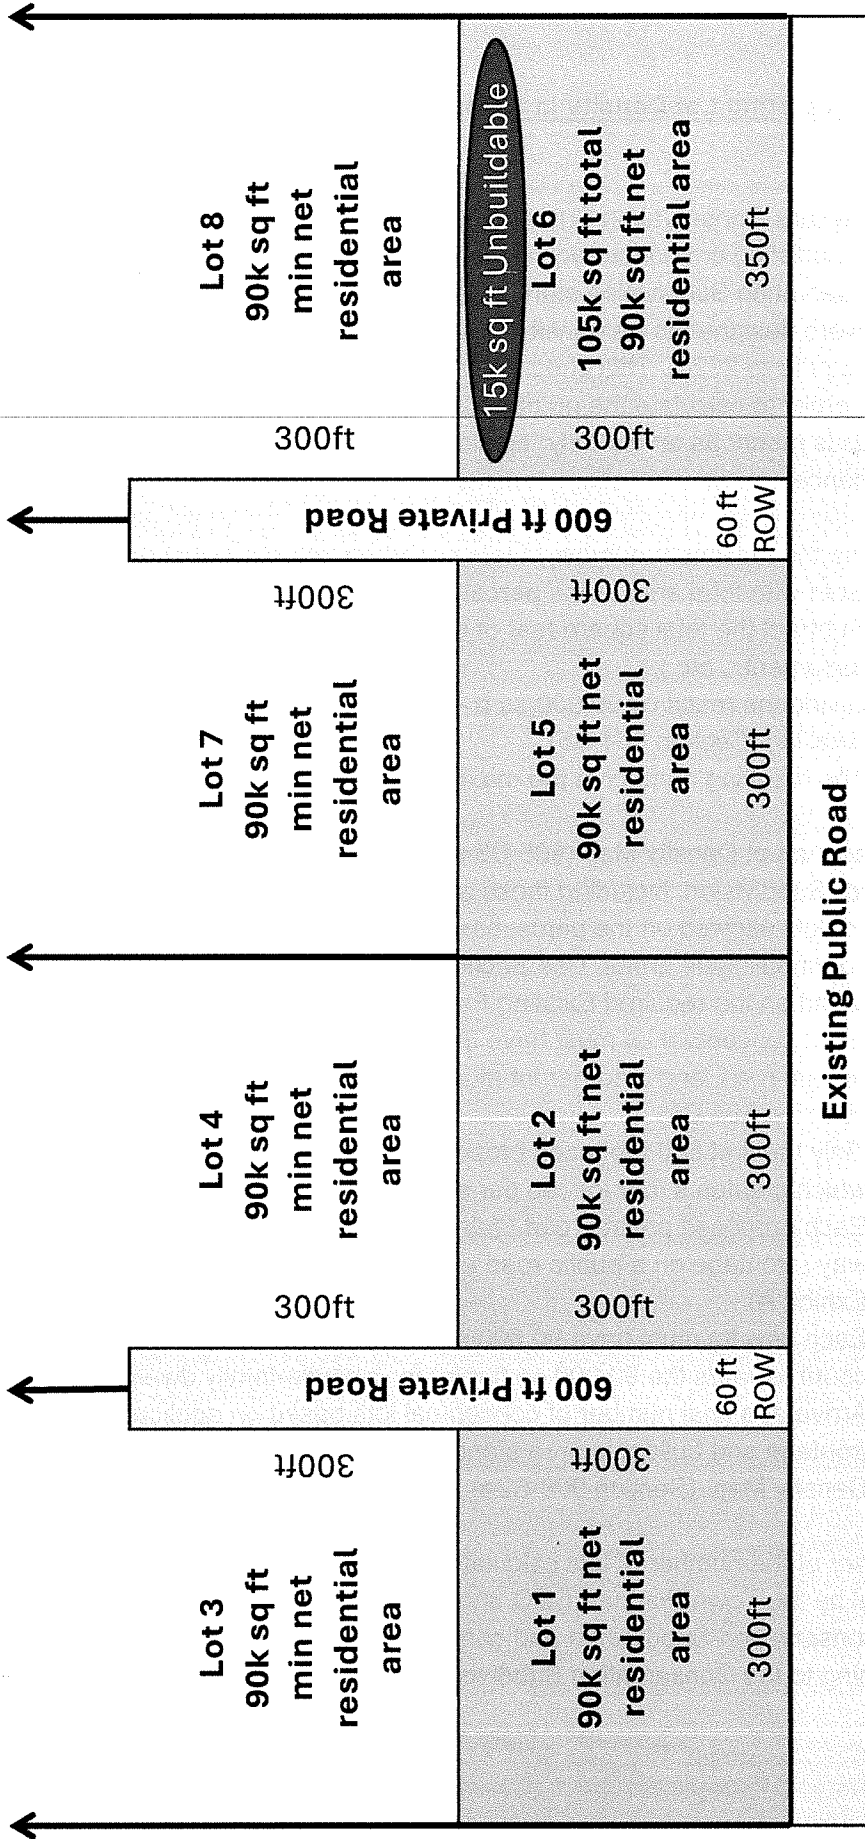 Lot 3
90k sq ft
min net
residential
area
300ft
600 ft Private Road
300ft
Lot 4
90k sq ft
min net
residential
area
Lot 7
90k sq ft
min net
residential
area
300ft
600 ft Private Road
300ft
Lot 8
90k sq ft
min net
residential
area
Lot 1
90k sq ft net
residential
area
300ft
300ft
60 ft
ROW
300ft
Lot 2
90k sq ft net
residential
area
300ft
Lot 5
90k sq ft net
residential
area
300ft
300ft
60 ft
ROW
300ft
15k sq ft Unbuildable
Lot 6
105k sq ft total
90k sq ft net
residential area
350ft
Existing Public Road